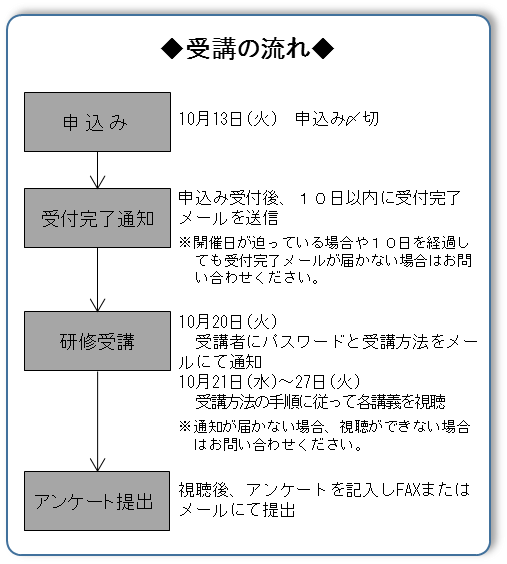 ◆受講の流れ◆
申 込 み
10月13日(火)　申込み〆切
受付完了通知
申込み受付後、１０日以内に受付完了
メールを送信
※開催日が迫っている場合や１０日を経過し
ても受付完了メールが届かない場合はお問
い合わせください。
研修受講
10月20日(火)
受講者にパスワードと受講方法をメー
ルにて通知
10月21日(水)～27日(火)
受講方法の手順に従って各講義を視聴
※通知が届かない場合、視聴ができない場合
はお問い合わせください。
アンケート提出
視聴後、アンケートを記入しFAXまたは
メールにて提出